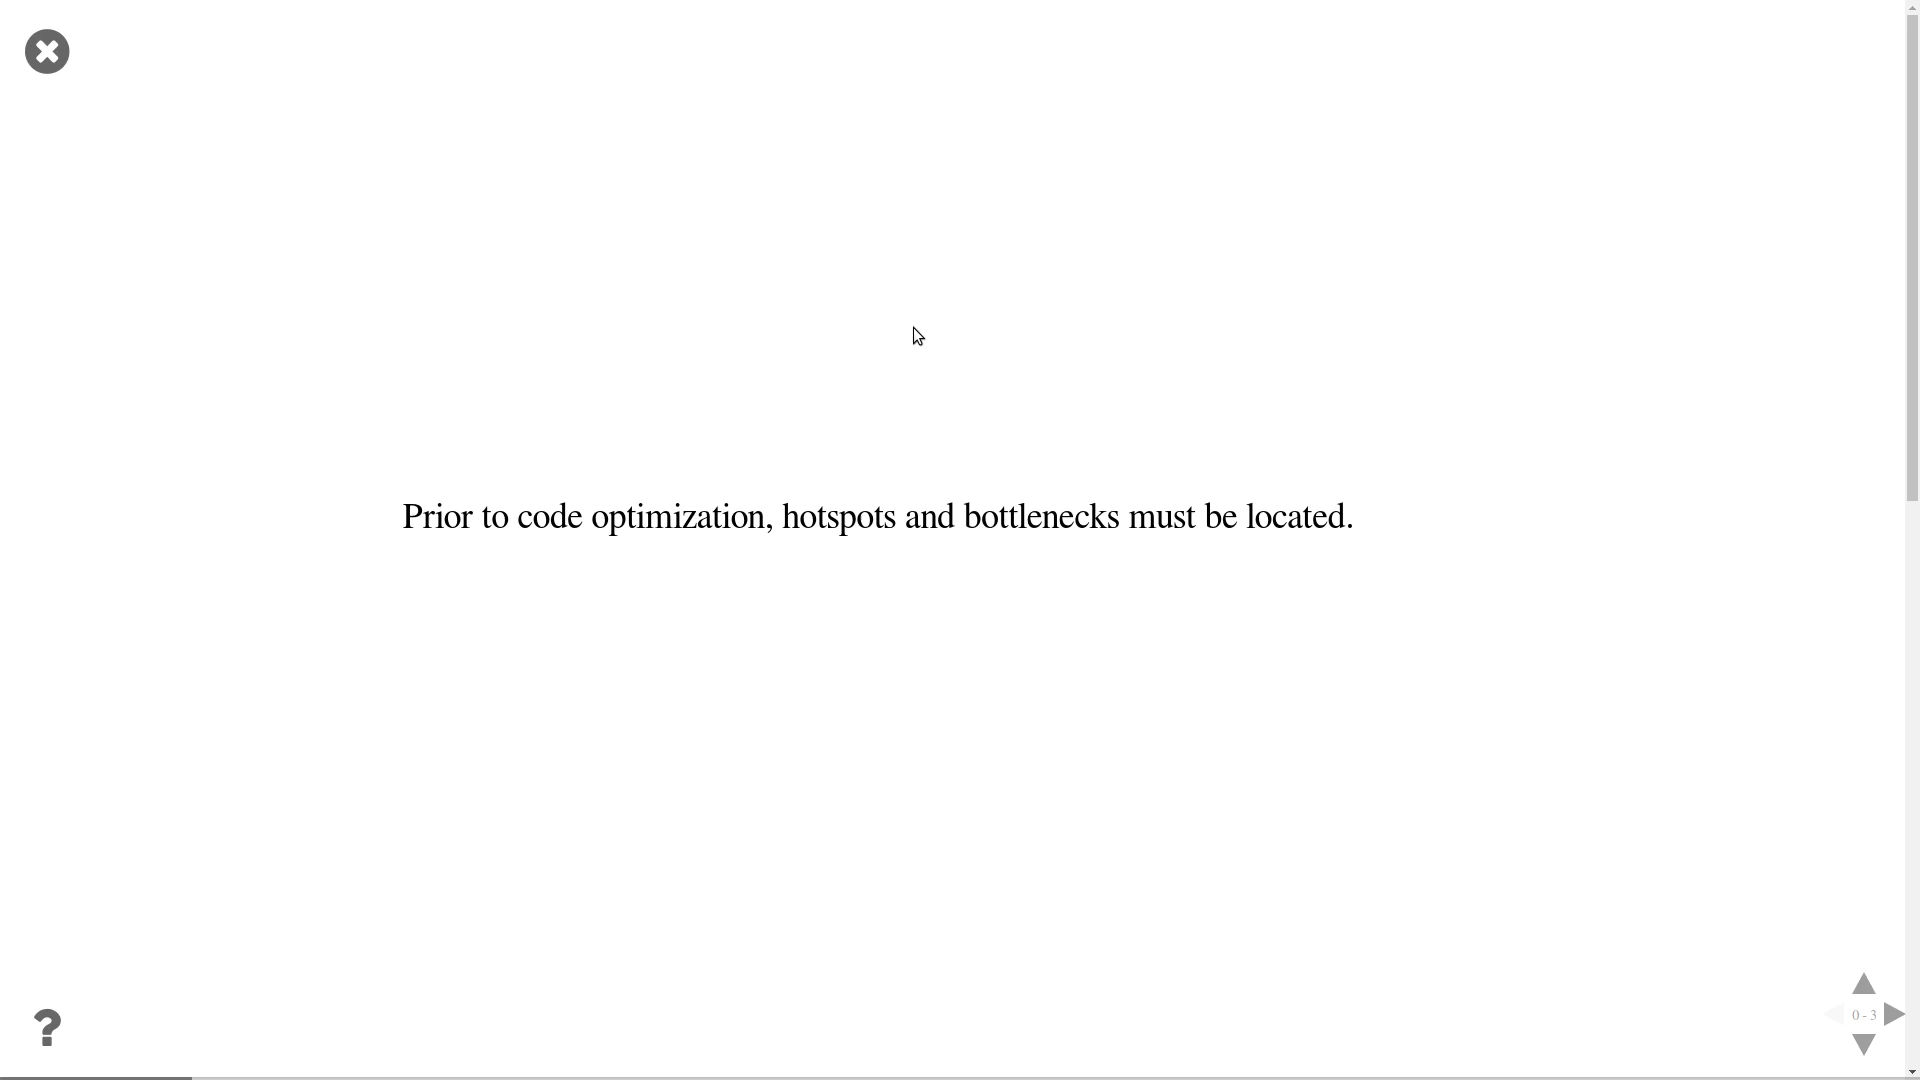 Prior to code optimization, hotspots and bottlenecks must be located.
?
0 - 3